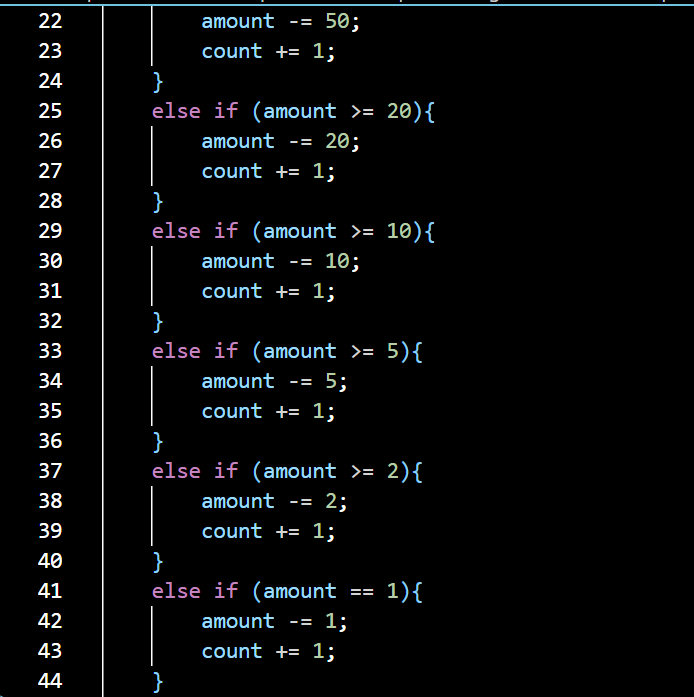 22 amount -= 50;
23 count += 1;
24 }
25 else if (amount >= 20){
26 amount -= 20;
27 count += 1;
28 }
29 else if (amount >= 10){
30 amount -= 10;
31 count += 1;
32 }
33 else if (amount >= 5){
34 amount -= 5;
35 count += 1;
36 }
37 else if (amount >= 2){
38 amount -= 2;
39 count += 1;
40 }
41 else if (amount == 1){
42 amount -= 1;
43 count += 1;
44 }